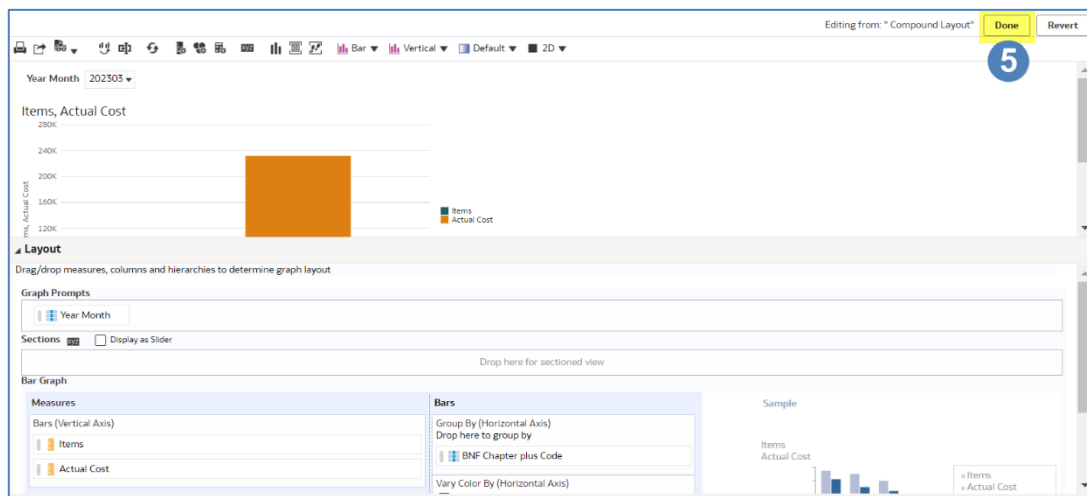 Editing from: " Compound Layout"
Done
Revert
Bar
Vertical
Default
2D
5
Year Month 202303
Items, Actual Cost
280K
240K
200K
160K
120K
ms, Actual Cost
Items
Actual Cost
Layout
Drag/drop measures, columns and hierarchies to determine graph layout
Graph Prompts
Year Month
Sections
xyz
Display as Slider
Drop here for sectioned view
Bar Graph
Measures
Bars (Vertical Axis)
Items
Actual Cost
Bars
Group By (Horizontal Axis)
Drop here to group by
BNF Chapter plus Code
Vary Color By (Horizontal Axis)
Sample
Items
Actual Cost
Items
Actual Cost